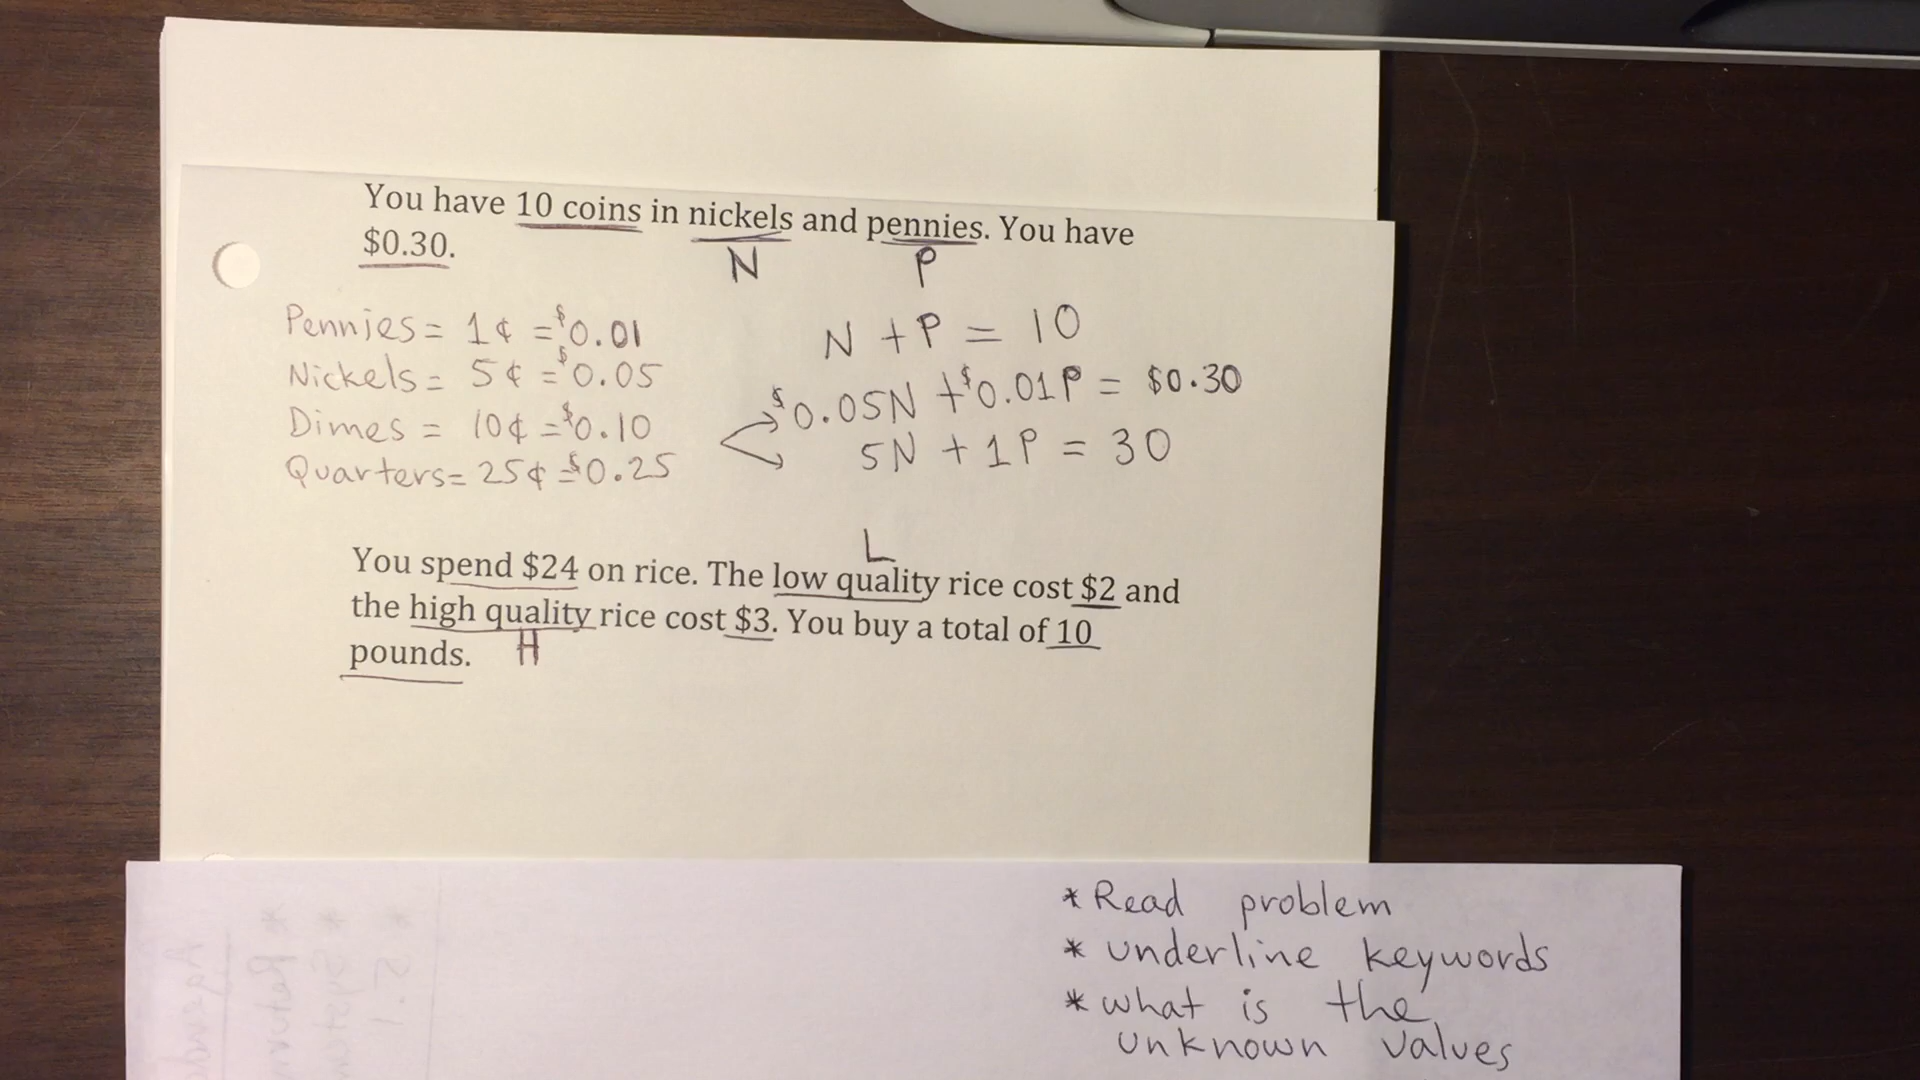 You have 10 coins in nickels and pennies. You have
$0.30.
N P
Pennies = 1¢ = $0.01
Nickels = 5¢ = $0.05
Dimes = 10¢ = $0.10
Quarters = 25¢ = $0.25
N + P = 10
$0.05N + $0.01P = $0.30
5N + 1P = 30
L
You spend $24 on rice. The low quality rice cost $2 and
the high quality rice cost $3. You buy a total of 10
pounds.
H
* Read problem
* underline keywords
* what is the
unknown values